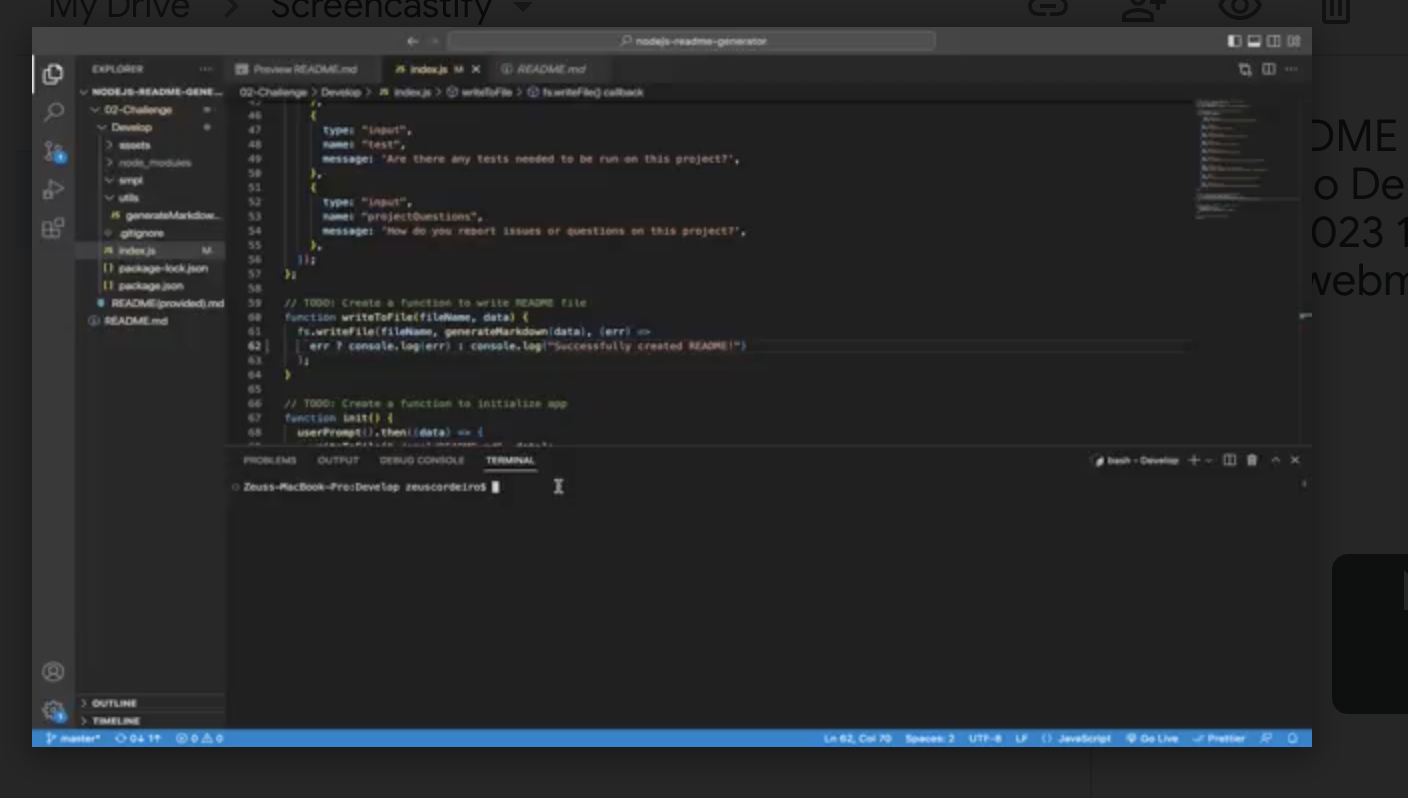 My Drive > Screencastify
nodejs-readme-generator
EXPLORER
Preview README.md
index.js M
README.md
NODEJS-README-GENE...
02-Challenge > Develop > JS index.js > writeToFile > fs.writeFile() callback
02-Challenge
Develop
assets
node_modules
smpl
utils
JS generateMarkdow...
.gitignore
JS index.js M
{} package-lock.json
{} package.json
README(provided).md
README.md
45 },
46 {
47 type: "input",
48 name: "test",
49 message: "Are there any tests needed to be run on this project?",
50 },
51 {
52 type: "input",
53 name: "projectQuestions",
54 message: "How do you report issues or questions on this project?",
55 },
56 ]);
57 };
58
59 // TODO: Create a function to write README file
60 function writeToFile(fileName, data) {
61 fs.writeFile(fileName, generateMarkdown(data), (err) =>
62 err ? console.log(err) : console.log("Successfully created README!")
63 );
64 }
65
66 // TODO: Create a function to initialize app
67 function init() {
68 userPrompt().then((data) => {
PROBLEMS OUTPUT DEBUG CONSOLE TERMINAL
bash - Develop
Zeuss-MacBook-Pro:Develop zeuscordeiro$
OUTLINE
TIMELINE
master* 0↓ 1↑ 0 0
Ln 62, Col 70 Spaces: 2 UTF-8 LF {} JavaScript Go Live Prettier
DME
o De
023 1
webm